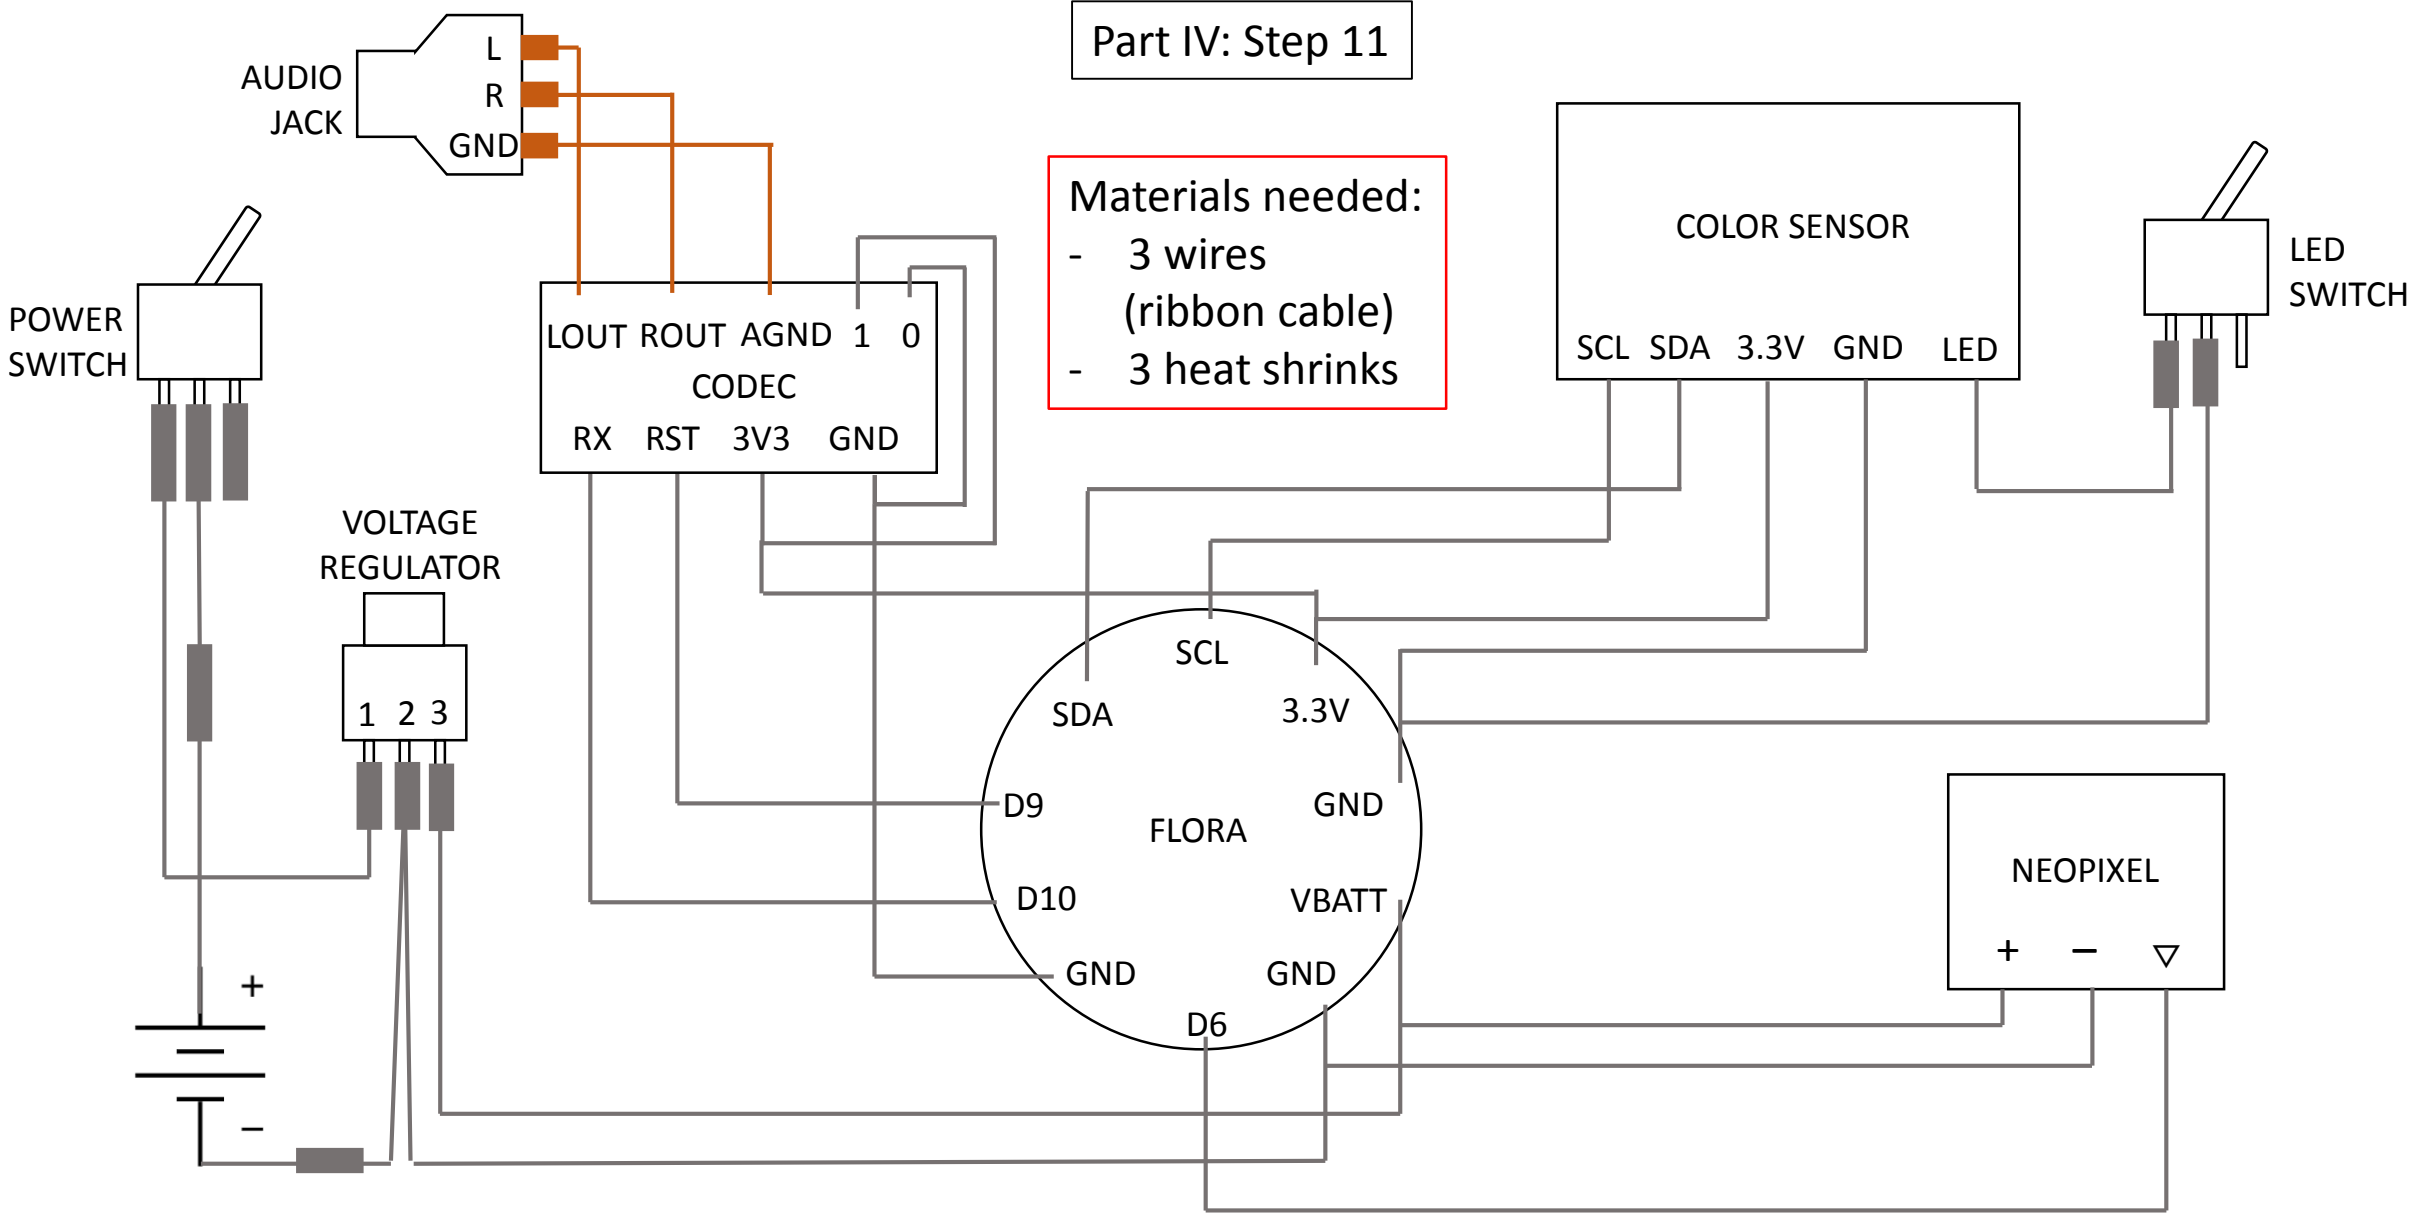 Part IV: Step 11
AUDIO
JACK
L
R
GND
Materials needed:
- 3 wires
(ribbon cable)
- 3 heat shrinks
POWER
SWITCH
LOUT ROUT AGND 1 0
CODEC
RX RST 3V3 GND
COLOR SENSOR
SCL SDA 3.3V GND LED
LED
SWITCH
VOLTAGE
REGULATOR
1 2 3
SCL
SDA
3.3V
D9
GND
FLORA
D10
VBATT
GND
GND
D6
NEOPIXEL
+ −
+
−